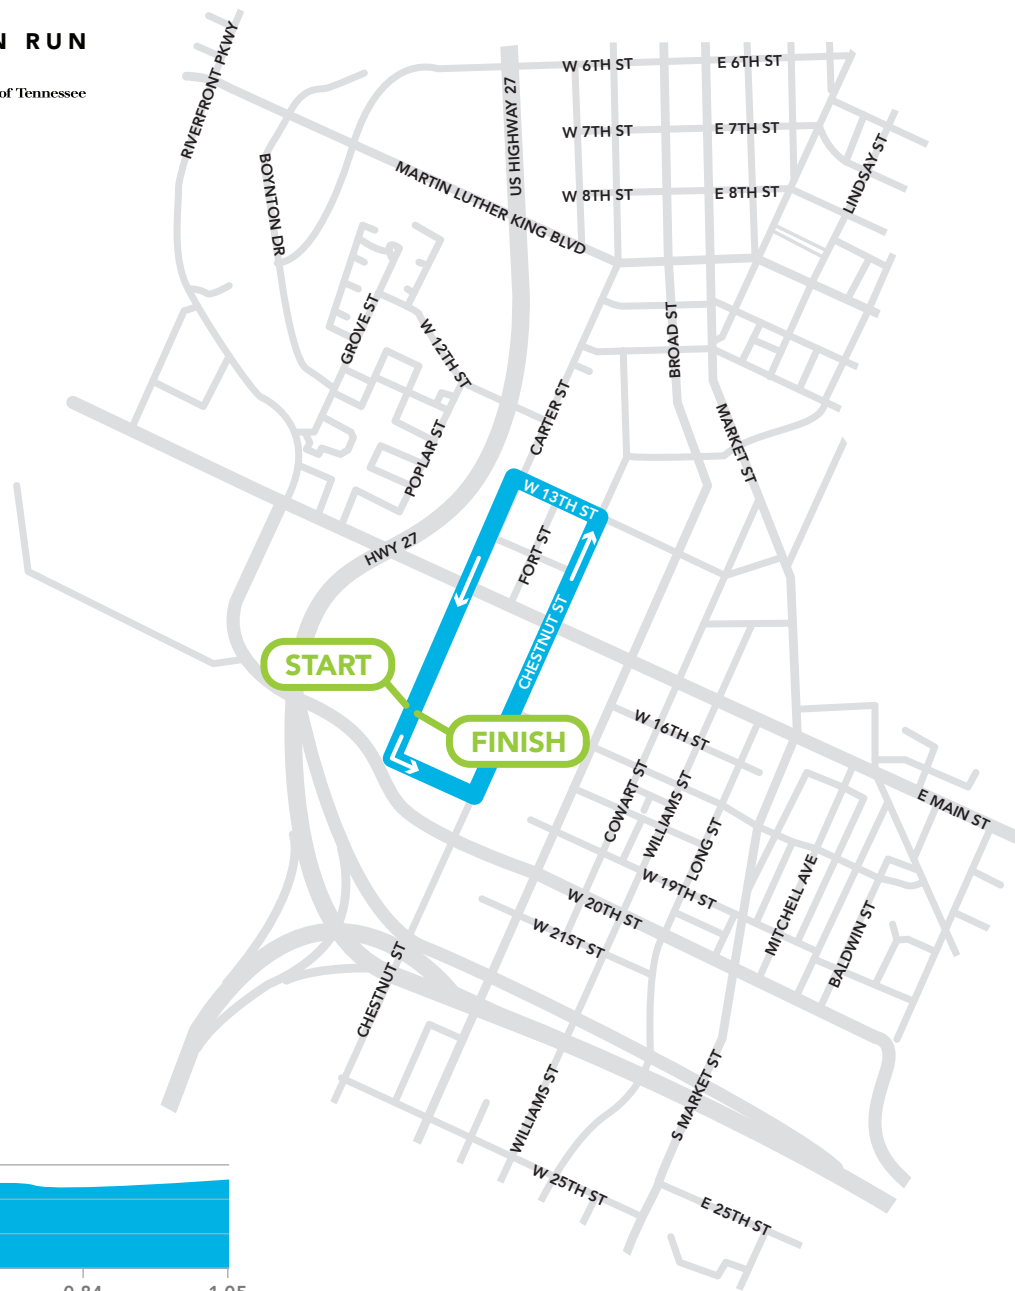 N RUN
of Tennessee
RIVERFRONT PKWY
BOYNTON DR
US HIGHWAY 27
MARTIN LUTHER KING BLVD
W 6TH ST
E 6TH ST
W 7TH ST
E 7TH ST
W 8TH ST
E 8TH ST
LINDSAY ST
GROVE ST
W 12TH ST
POPLAR ST
CARTER ST
BROAD ST
MARKET ST
W 13TH ST
FORT ST
HWY 27
CHESTNUT ST
START
FINISH
W 16TH ST
COWART ST
WILLIAMS ST
LONG ST
E MAIN ST
W 19TH ST
MITCHELL AVE
BALDWIN ST
W 20TH ST
W 21ST ST
CHESTNUT ST
WILLIAMS ST
S MARKET ST
W 25TH ST
E 25TH ST
0.84
1.05